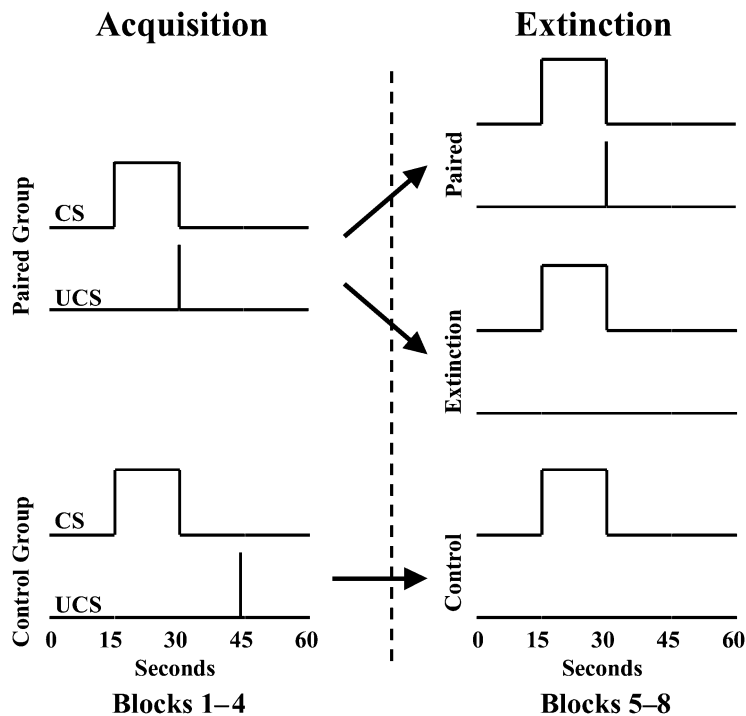 Acquisition
Extinction
Paired Group
CS
UCS
Paired
Extinction
Control Group
CS
UCS
Control
0 15 30 45 60
Seconds
Blocks 1–4
0 15 30 45 60
Seconds
Blocks 5–8